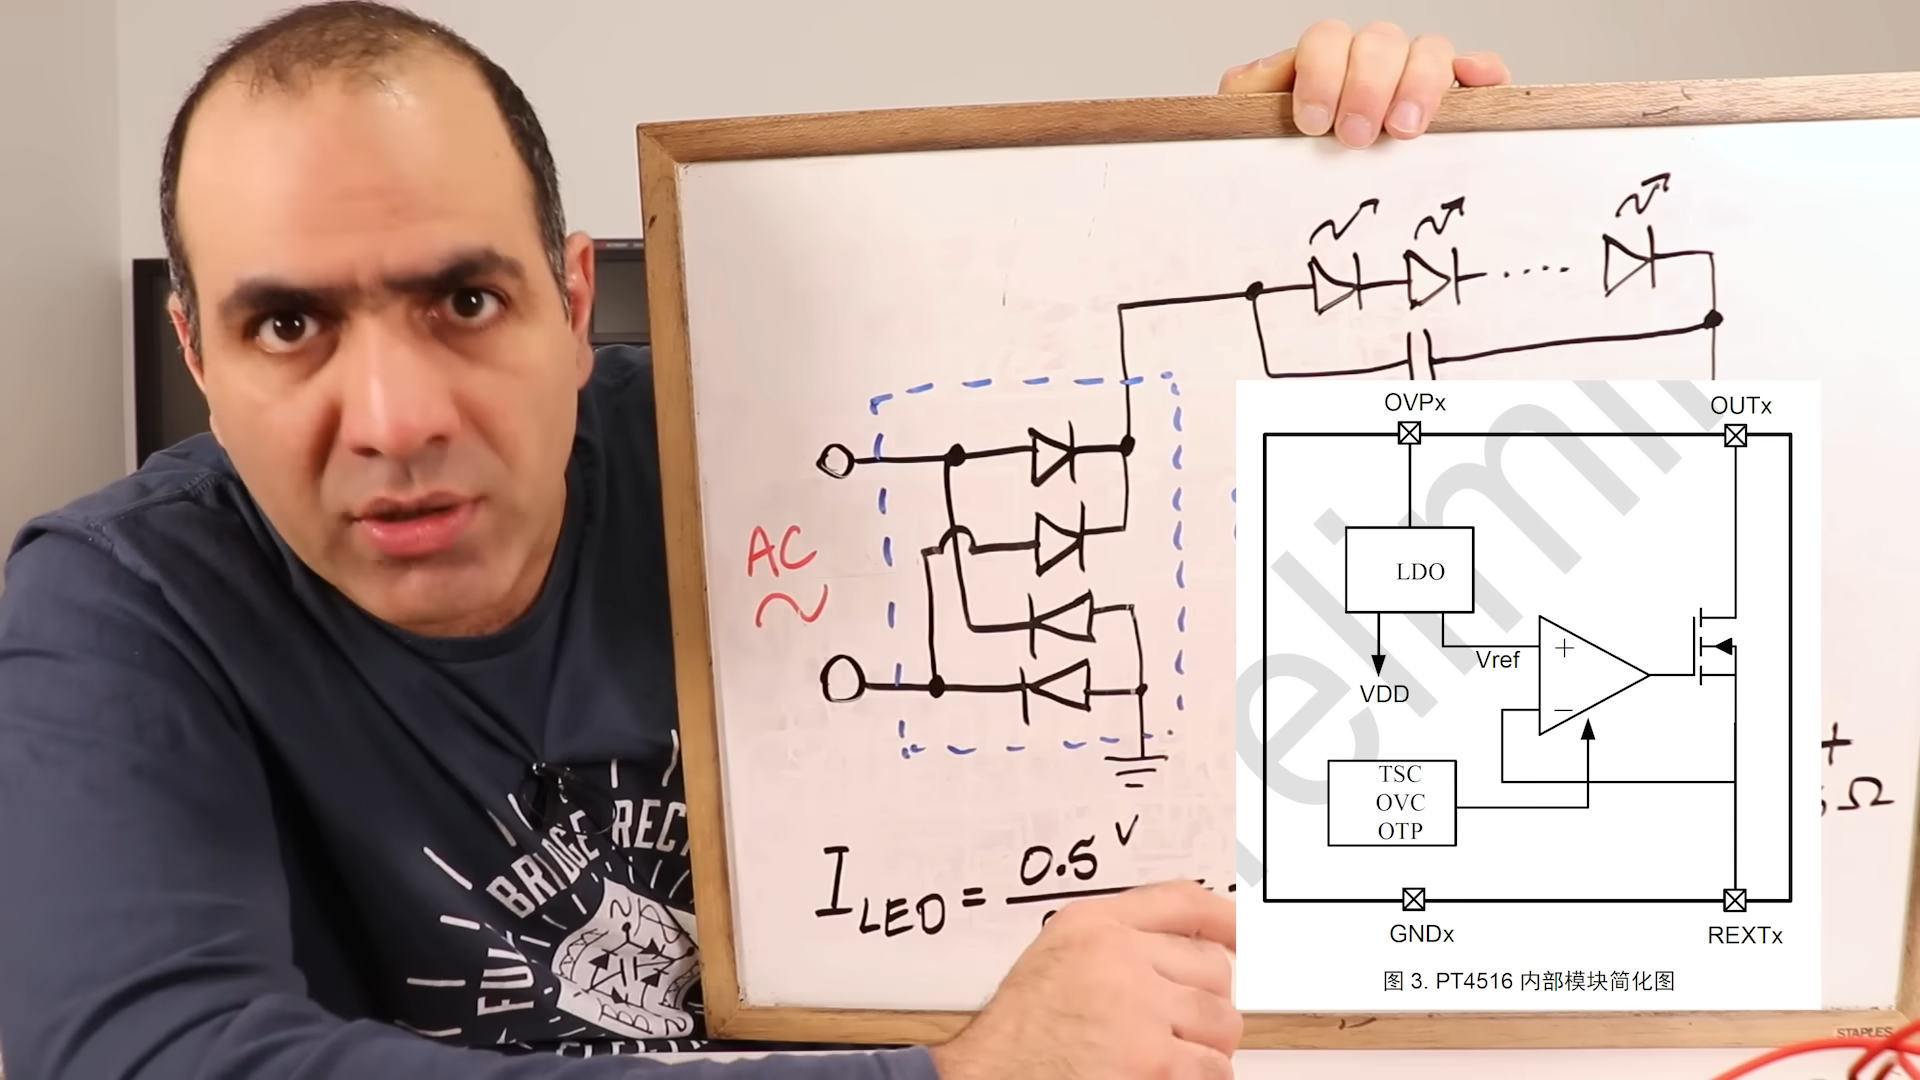 AC
~
I LED = 0.5 V
+
Ω
FULL BRIDGE RECT
STAPLES
OVPx
OUTx
LDO
Vref
+
VDD
−
TSC
OVC
OTP
GNDx
REXTx
图 3. PT4516 内部模块简化图